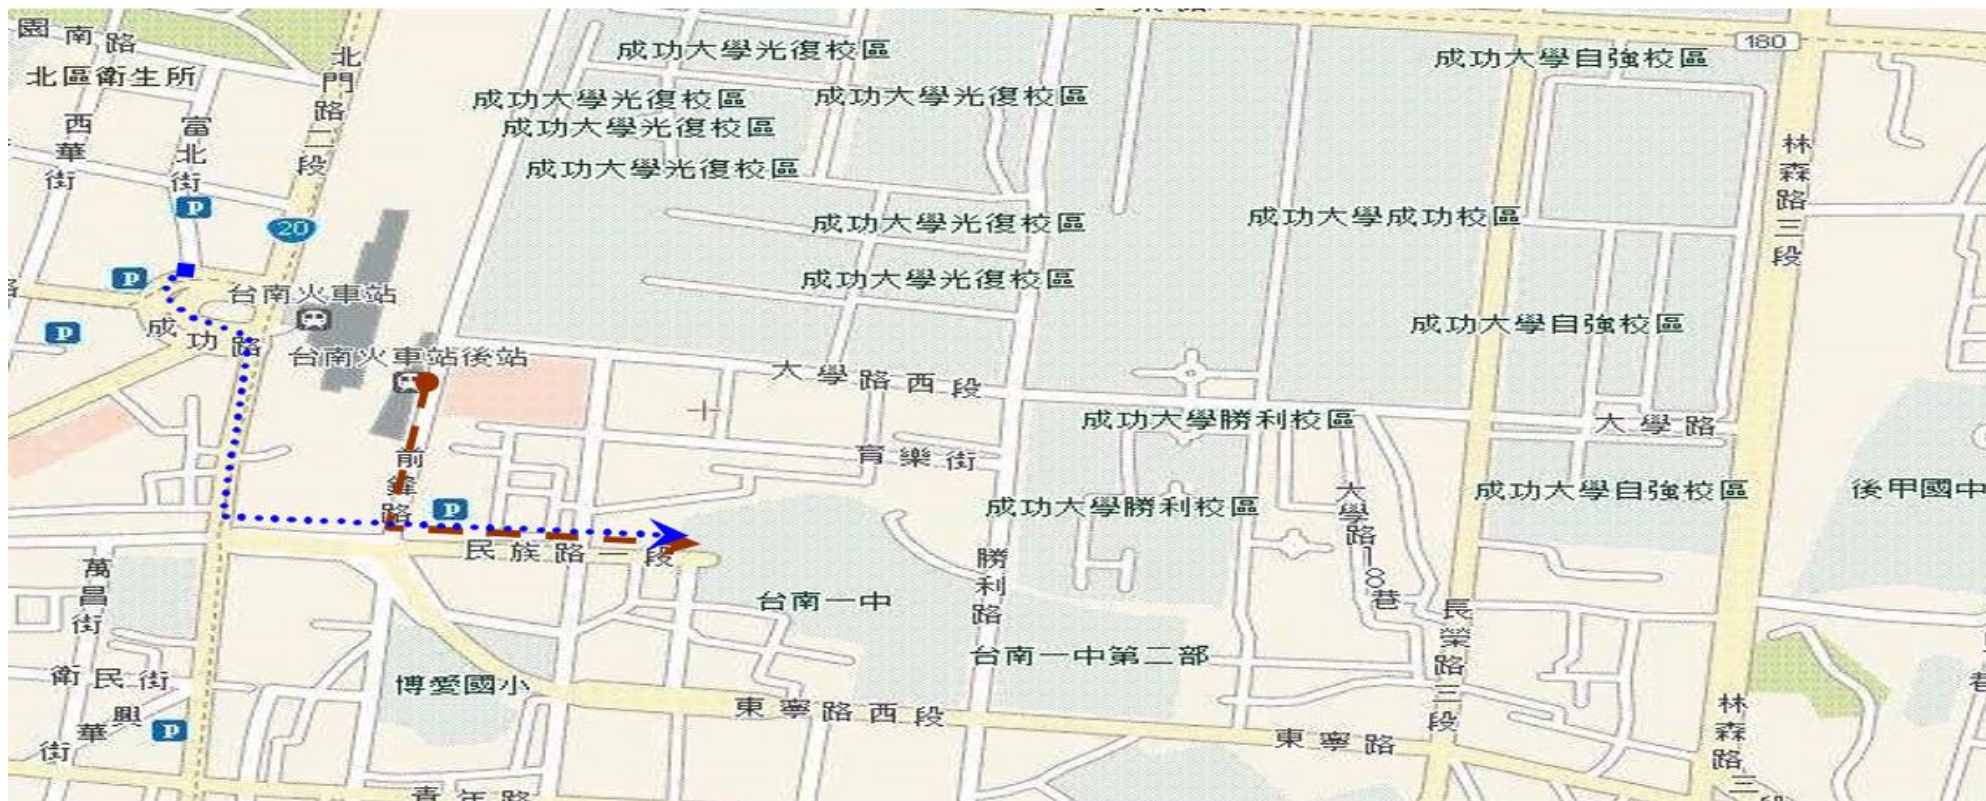 園南路
北區衛生所
西華街
富北街
北門路二段
P
20
P
P
台南火車站
成功路
台南火車站後站
前鋒路
P
民族路一段
成功大學光復校區
成功大學光復校區
成功大學光復校區
成功大學光復校區
成功大學光復校區
成功大學光復校區
成功大學光復校區
成功大學自強校區
180
林森路三段
成功大學成功校區
成功大學自強校區
大學路西段
成功大學勝利校區
大學路
育樂街
成功大學勝利校區
大學路18巷
成功大學自強校區
後甲國中
勝利路
台南一中
台南一中第二部
長榮路三段
萬昌街
衛民街
興華街
P
博愛國小
東寧路西段
東寧路
林森路二
青年路
巷
路